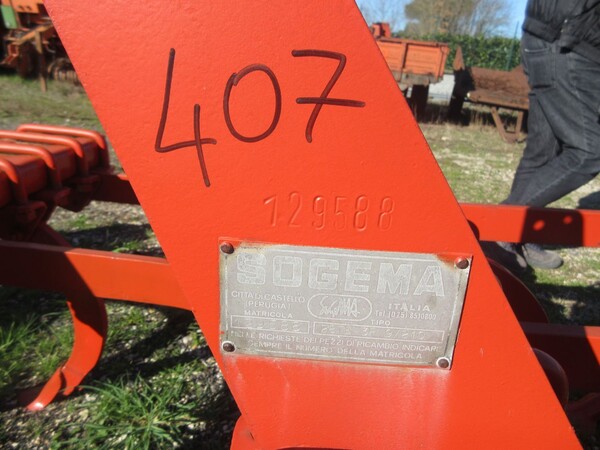 407
129588
SOGEMA
CITTA DI CASTELLO
PERUGIA
ITALIA
MATRICOLA
TIPO
NELLE RICHIESTE DEI PEZZI DI RICAMBIO INDICARE
SEMPRE IL NUMERO DELLA MATRICOLA